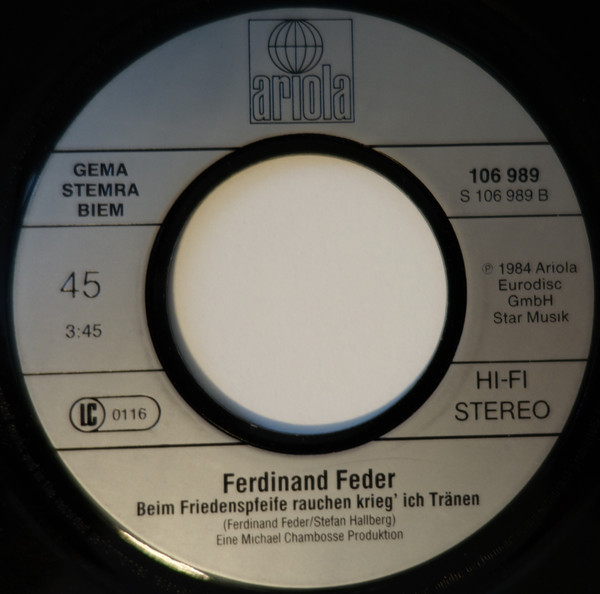 ariola
GEMA
STEMRA
BIEM
106 989
S 106 989 B
45
3:45
℗ 1984 Ariola
Eurodisc
GmbH
Star Musik
LC 0116
HI-FI
STEREO
Ferdinand Feder
Beim Friedenspfeife rauchen krieg' ich Tränen
(Ferdinand Feder/Stefan Hallberg)
Eine Michael Chambosse Produktion